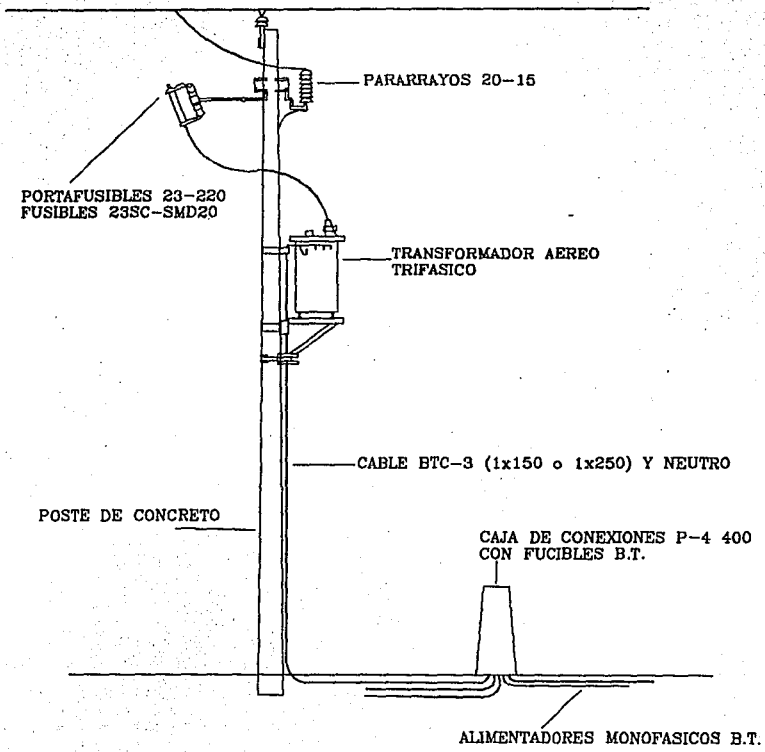 PARARRAYOS 20-15
PORTAFUSIBLES 23-220
FUSIBLES 23SC-SMD20
TRANSFORMADOR AEREO
TRIFASICO
CABLE BTC-3 (1x150 o 1x250) Y NEUTRO
POSTE DE CONCRETO
CAJA DE CONEXIONES P-4 400
CON FUCIBLES B.T.
ALIMENTADORES MONOFASICOS B.T.